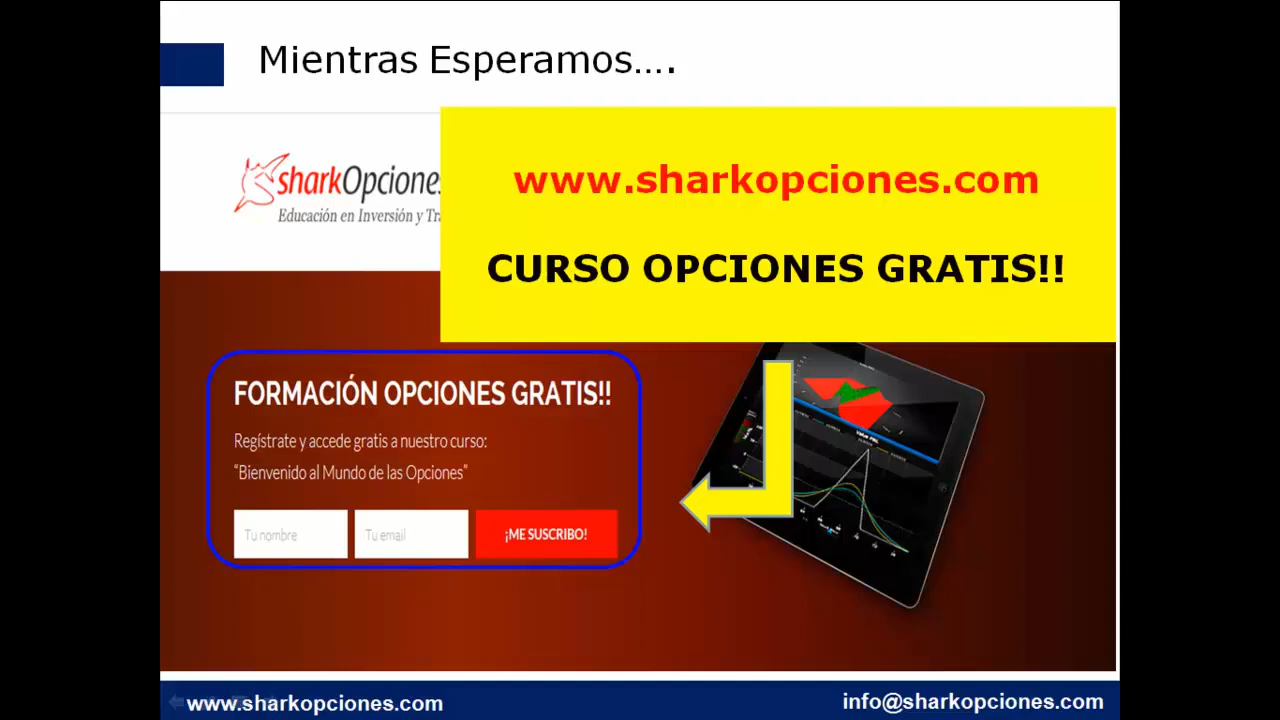 Mientras Esperamos....
www.sharkopciones.com
CURSO OPCIONES GRATIS!!
sharkOpciones
Educación en Inversión y Tra
FORMACIÓN OPCIONES GRATIS!!
Regístrate y accede gratis a nuestro curso:
“Bienvenido al Mundo de las Opciones”
Tu nombre
Tu email
¡ME SUSCRIBO!
www.sharkopciones.com
info@sharkopciones.com